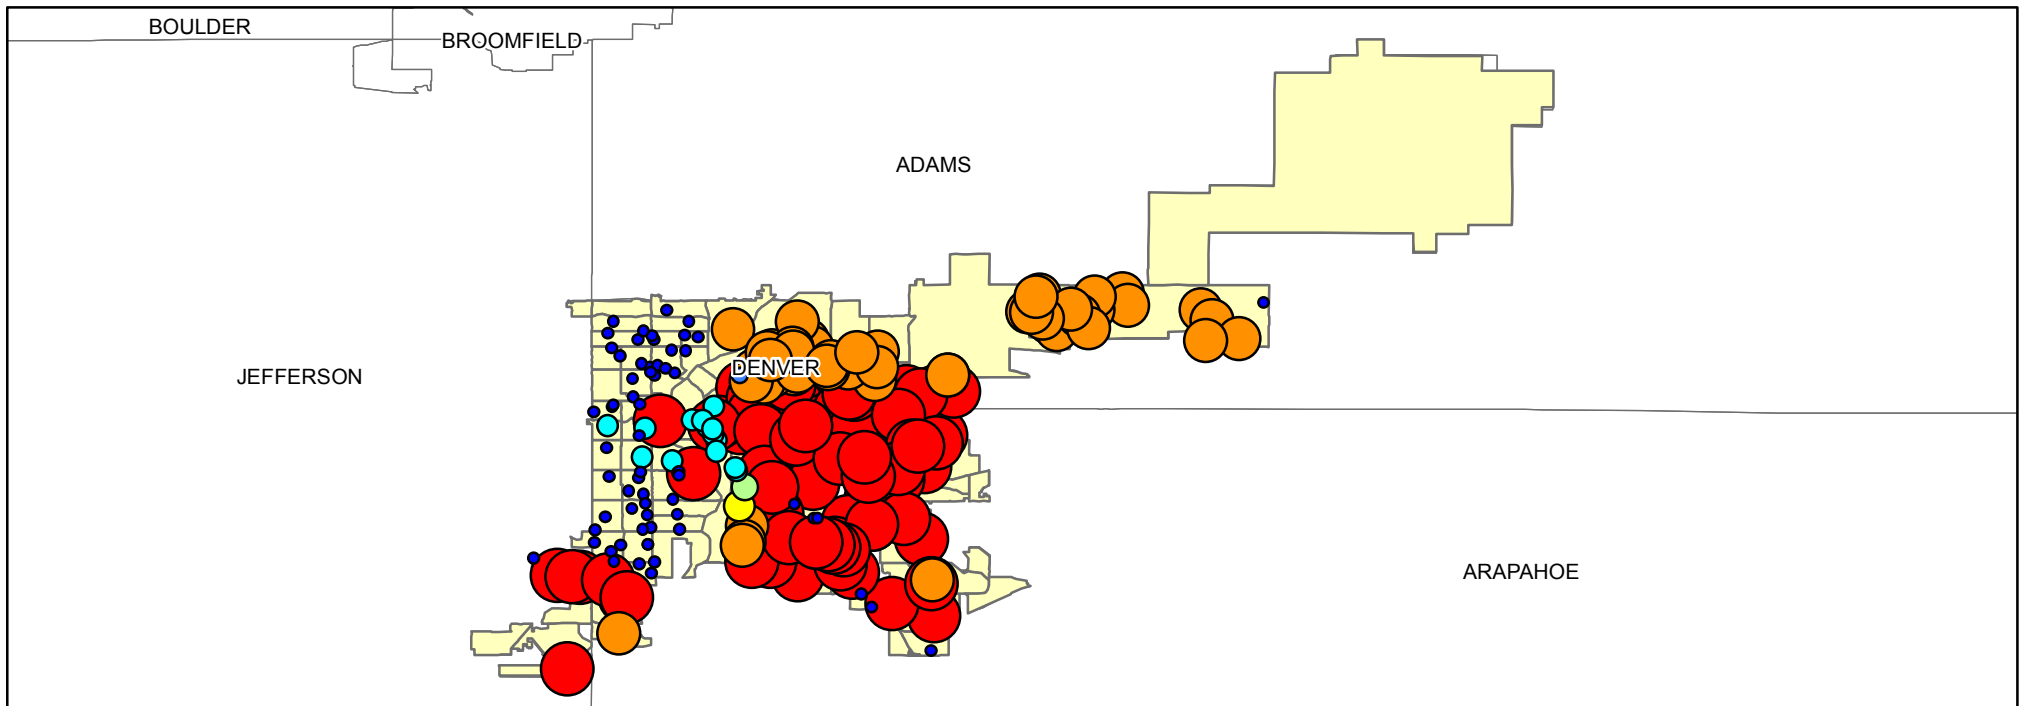 BOULDER
BROOMFIELD
ADAMS
DENVER
JEFFERSON
ARAPAHOE